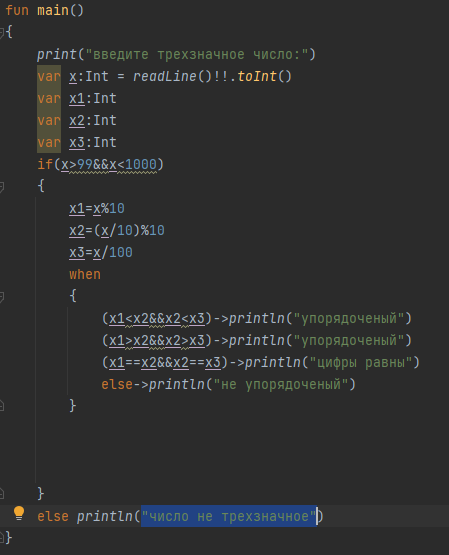 fun main()
{
print("введите трехзначное число:")
var x:Int = readLine()!!.toInt()
var x1:Int
var x2:Int
var x3:Int
if(x>99&&x<1000)
{
x1=x%10
x2=(x/10)%10
x3=x/100
when
{
(x1<x2&&x2<x3)->println("упорядоченый")
(x1>x2&&x2>x3)->println("упорядоченый")
(x1==x2&&x2==x3)->println("цифры равны")
else->println("не упорядоченый")
}
}
else println("число не трехзначное")
}